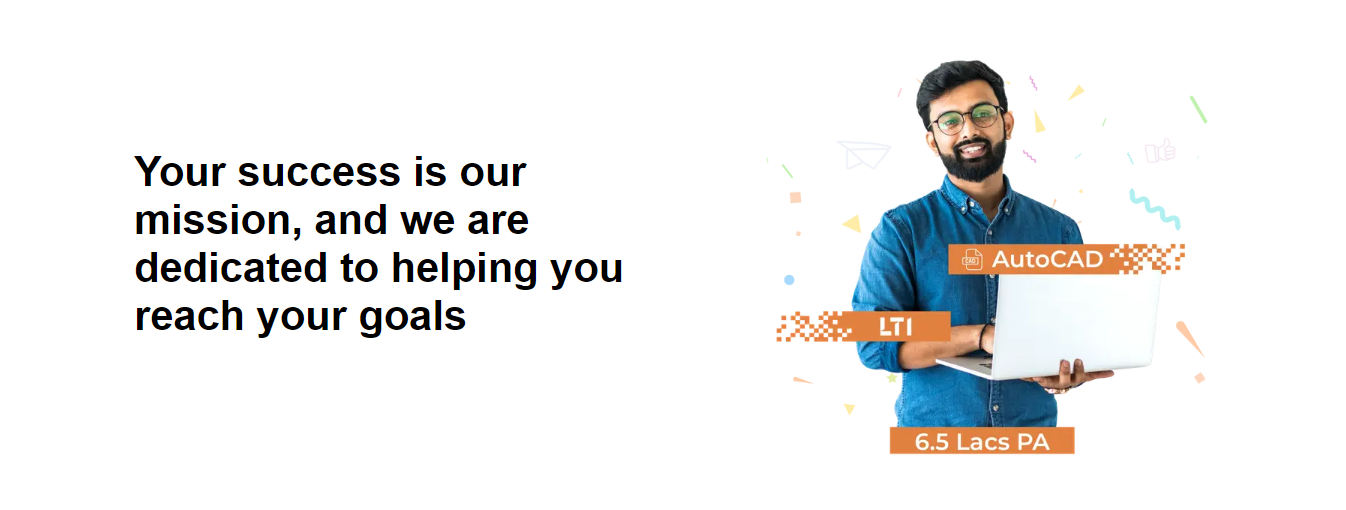 Your success is our
mission, and we are
dedicated to helping you
reach your goals
CAD
AutoCAD
LTI
6.5 Lacs PA